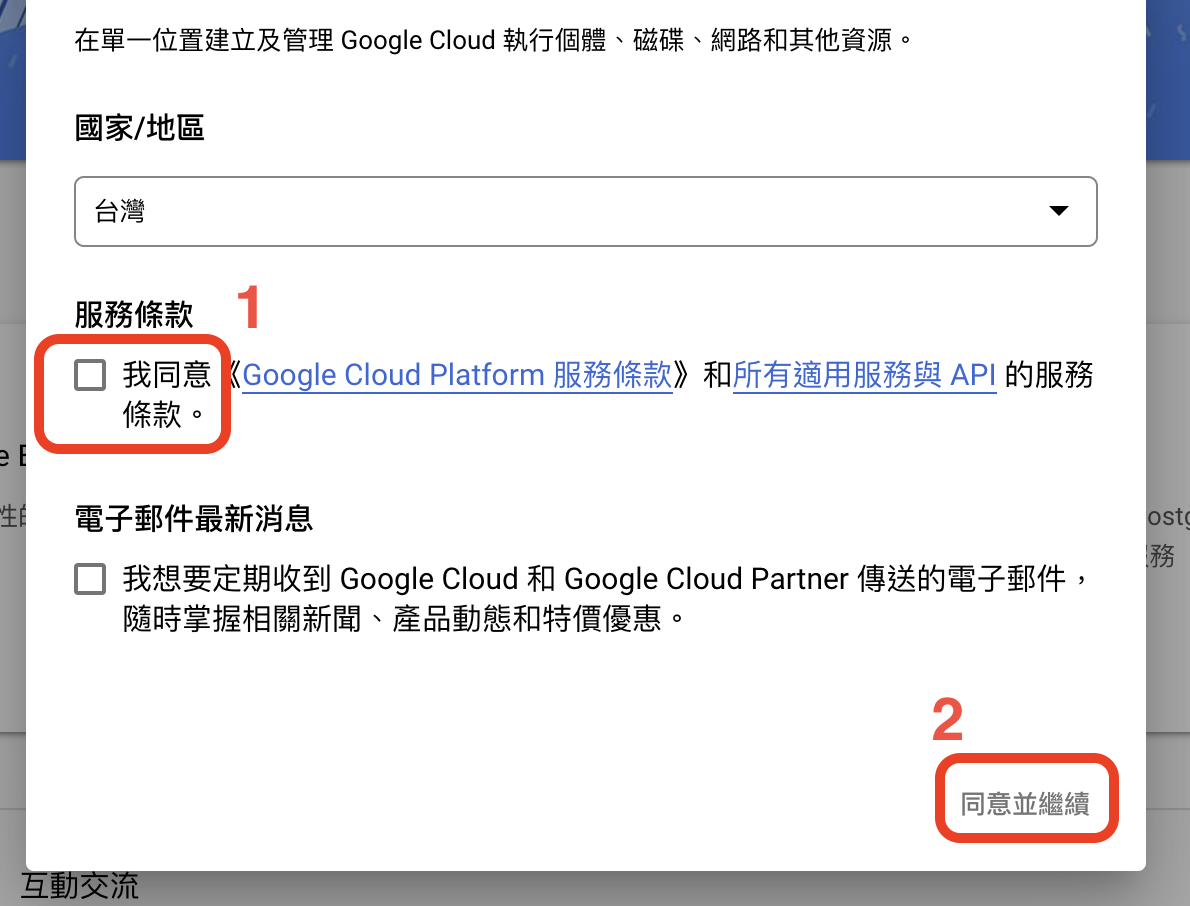 在單一位置建立及管理 Google Cloud 執行個體、磁碟、網路和其他資源。
國家/地區
台灣
服務條款
1
我同意《Google Cloud Platform 服務條款》和所有適用服務與 API 的服務
條款。
電子郵件最新消息
我想要定期收到 Google Cloud 和 Google Cloud Partner 傳送的電子郵件，
隨時掌握相關新聞、產品動態和特價優惠。
2
同意並繼續
互動交流